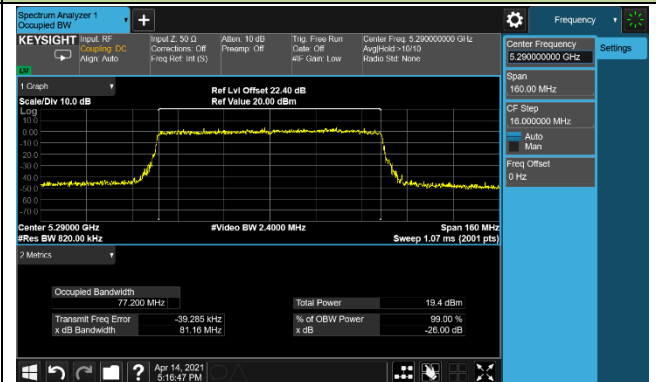 Spectrum Analyzer 1
Occupied BW
+
Frequency
KEYSIGHT
Input: RF
Coupling: DC
Align: Auto
Input Z: 50 Ω
Corrections: Off
Freq Ref: Int (S)
Atten: 10 dB
Preamp: Off
Trig: Free Run
Gate: Off
#IF Gain: Low
Center Freq: 5.290000000 GHz
Avg|Hold:>10/10
Radio Std: None
1 Graph
Scale/Div 10.0 dB
Ref Lvl Offset 22.40 dB
Ref Value 20.00 dBm
Log
10.0
0.00
-10.0
-20.0
-30.0
-40.0
-50.0
-60.0
-70.0
Center 5.29000 GHz
#Res BW 820.00 kHz
#Video BW 2.4000 MHz
Span 160 MHz
Sweep 1.07 ms (2001 pts)
2 Metrics
Occupied Bandwidth
77.200 MHz
Transmit Freq Error -39.285 kHz
x dB Bandwidth 81.16 MHz
Total Power 19.4 dBm
% of OBW Power 99.00 %
x dB -26.00 dB
Center Frequency
5.290000000 GHz
Span
160.00 MHz
CF Step
16.000000 MHz
Auto
Man
Freq Offset
0 Hz
Settings
?
Apr 14, 2021
5:16:47 PM